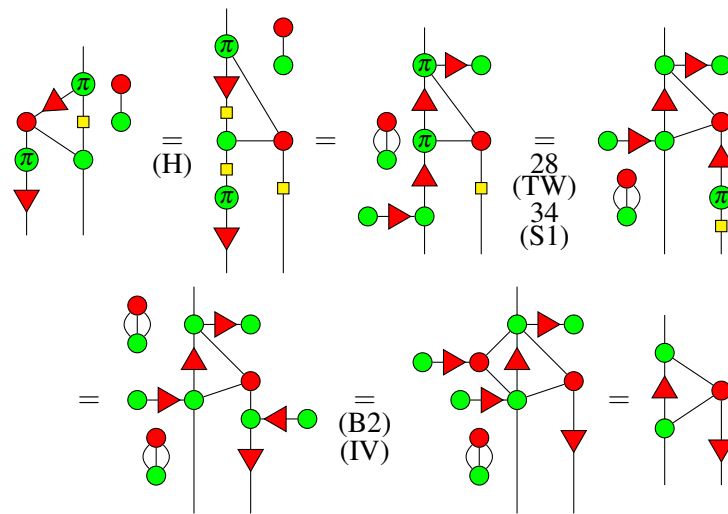 π
π
=
(H)
π
π
=
π
π
=
28
(TW)
34
(S1)
π
=
=
(B2)
(IV)
=